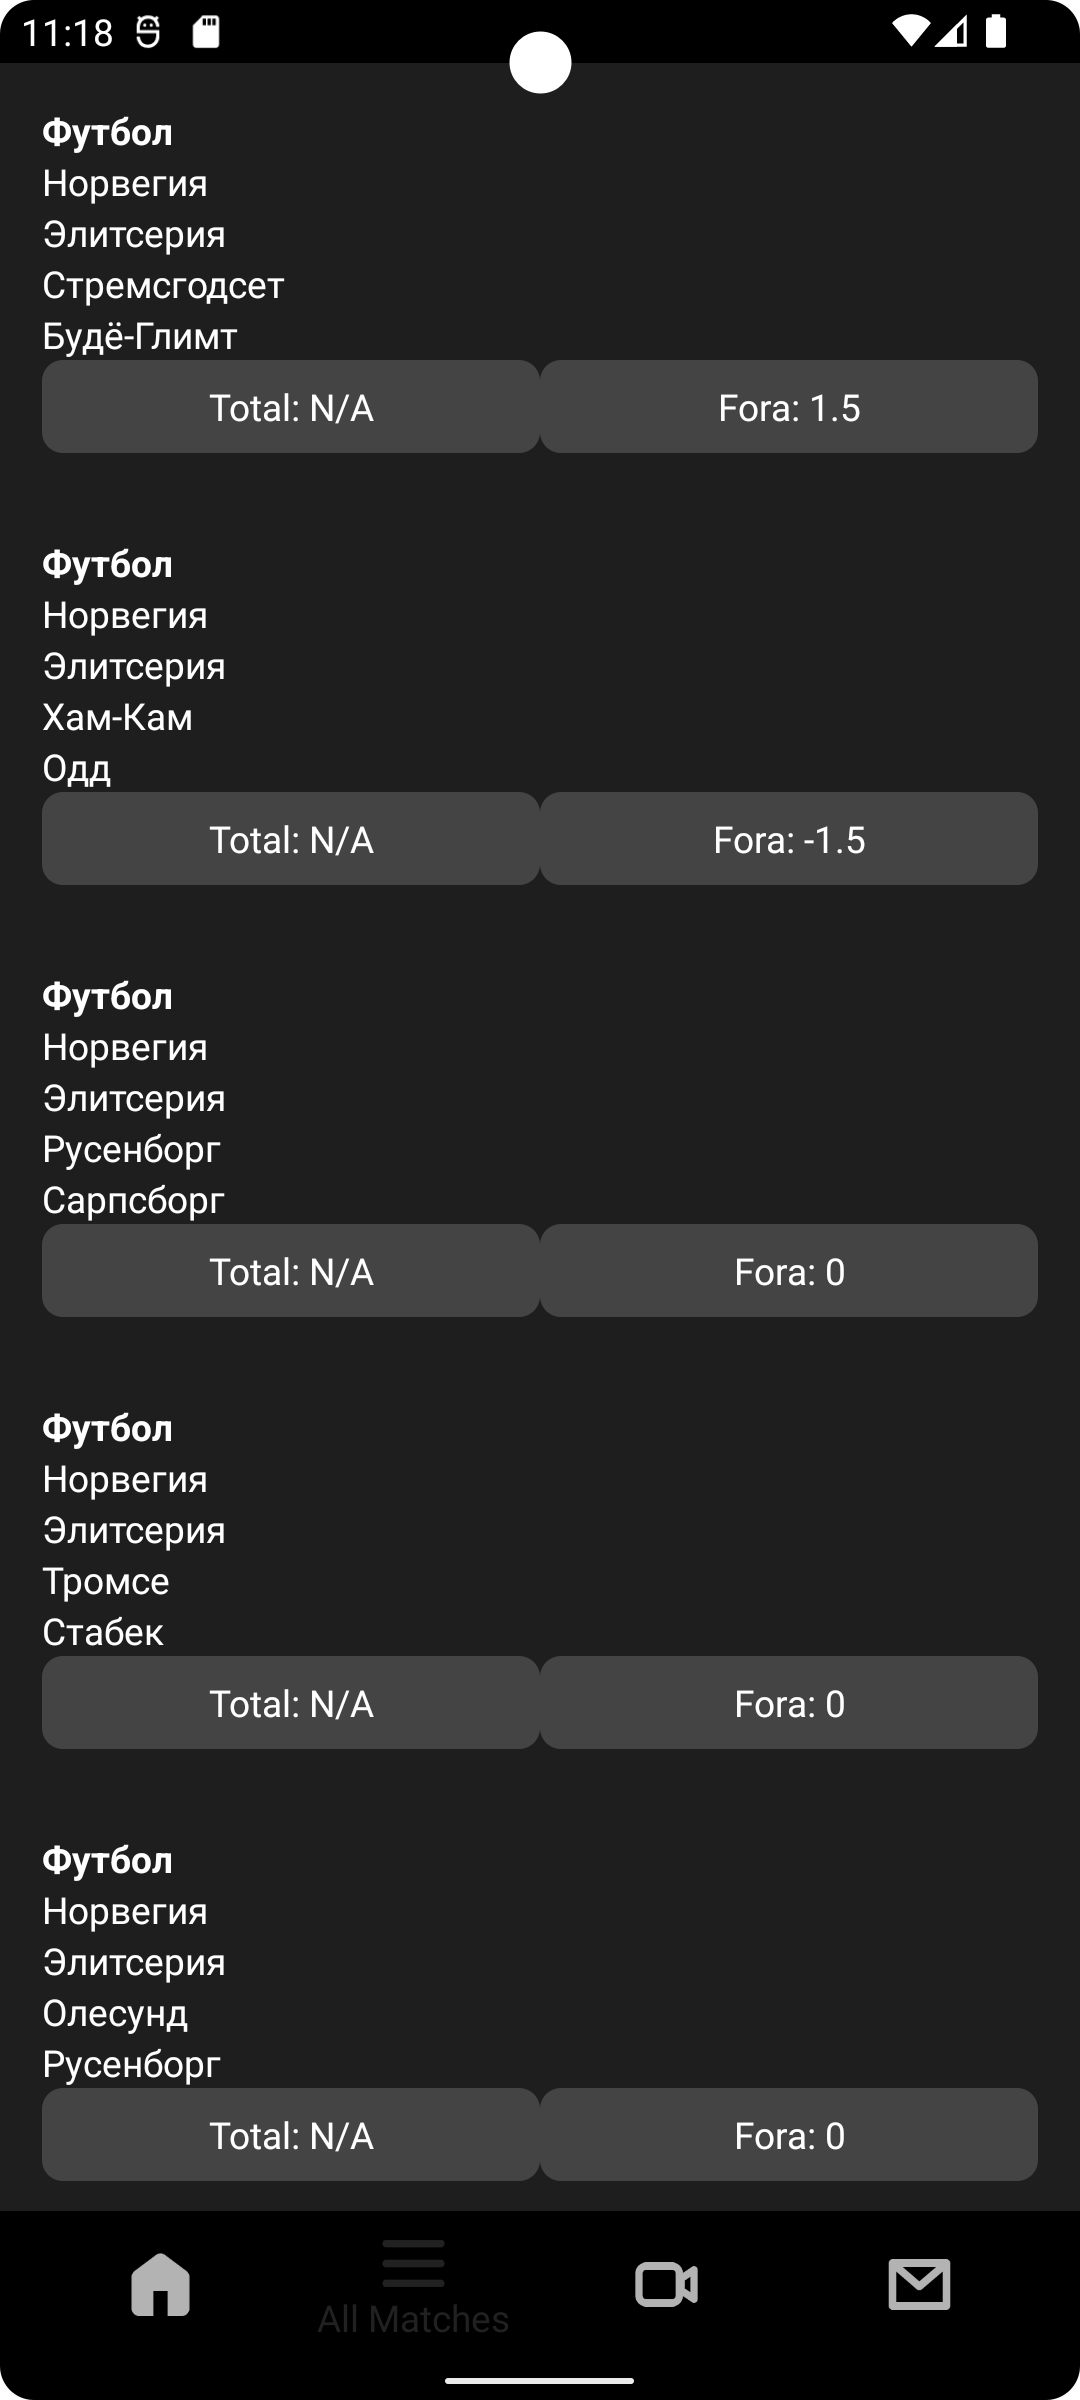 11:18
Футбол
Норвегия
Элитсерия
Стремсгодсет
Будё-Глимт
Total: N/A Fora: 1.5
Футбол
Норвегия
Элитсерия
Хам-Кам
Одд
Total: N/A Fora: -1.5
Футбол
Норвегия
Элитсерия
Русенборг
Сарпсборг
Total: N/A Fora: 0
Футбол
Норвегия
Элитсерия
Тромсе
Стабек
Total: N/A Fora: 0
Футбол
Норвегия
Элитсерия
Олесунд
Русенборг
Total: N/A Fora: 0
All Matches